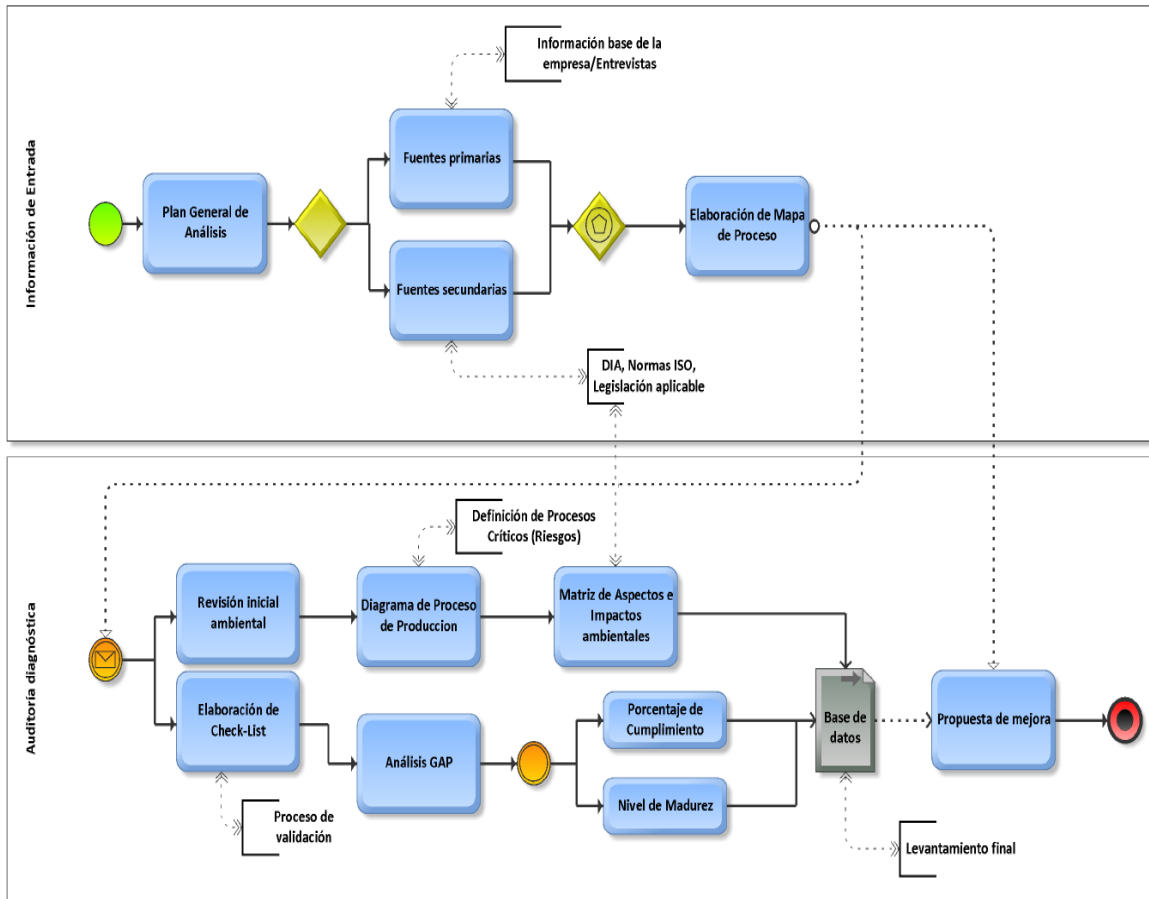 Información de Entrada
Información base de la
empresa/Entrevistas
Plan General de
Análisis
Fuentes primarias
Fuentes secundarias
Elaboración de Mapa
de Proceso
DIA, Normas ISO,
Legislación aplicable
Auditoría diagnóstica
Definición de Procesos
Críticos (Riesgos)
Revisión inicial
ambiental
Diagrama de Proceso
de Produccion
Matriz de Aspectos e
Impactos
ambientales
Elaboración de
Check-List
Análisis GAP
Porcentaje de
Cumplimiento
Nivel de Madurez
Base de
datos
Propuesta de mejora
Proceso de
validación
Levantamiento final